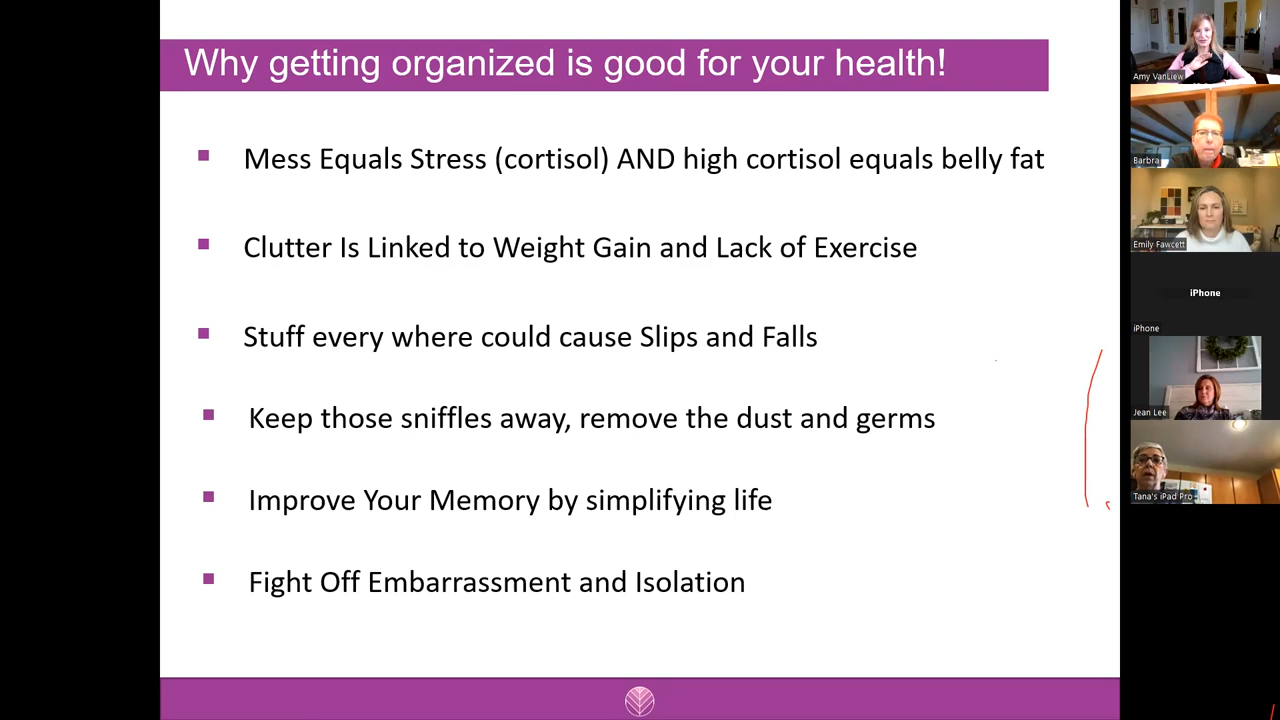 Why getting organized is good for your health!
Mess Equals Stress (cortisol) AND high cortisol equals belly fat
Clutter Is Linked to Weight Gain and Lack of Exercise
Stuff every where could cause Slips and Falls
Keep those sniffles away, remove the dust and germs
Improve Your Memory by simplifying life
Fight Off Embarrassment and Isolation
Amy VanLiew
Barbra
Emily Fawcett
iPhone
iPhone
Jean Lee
Tana's iPad Pro